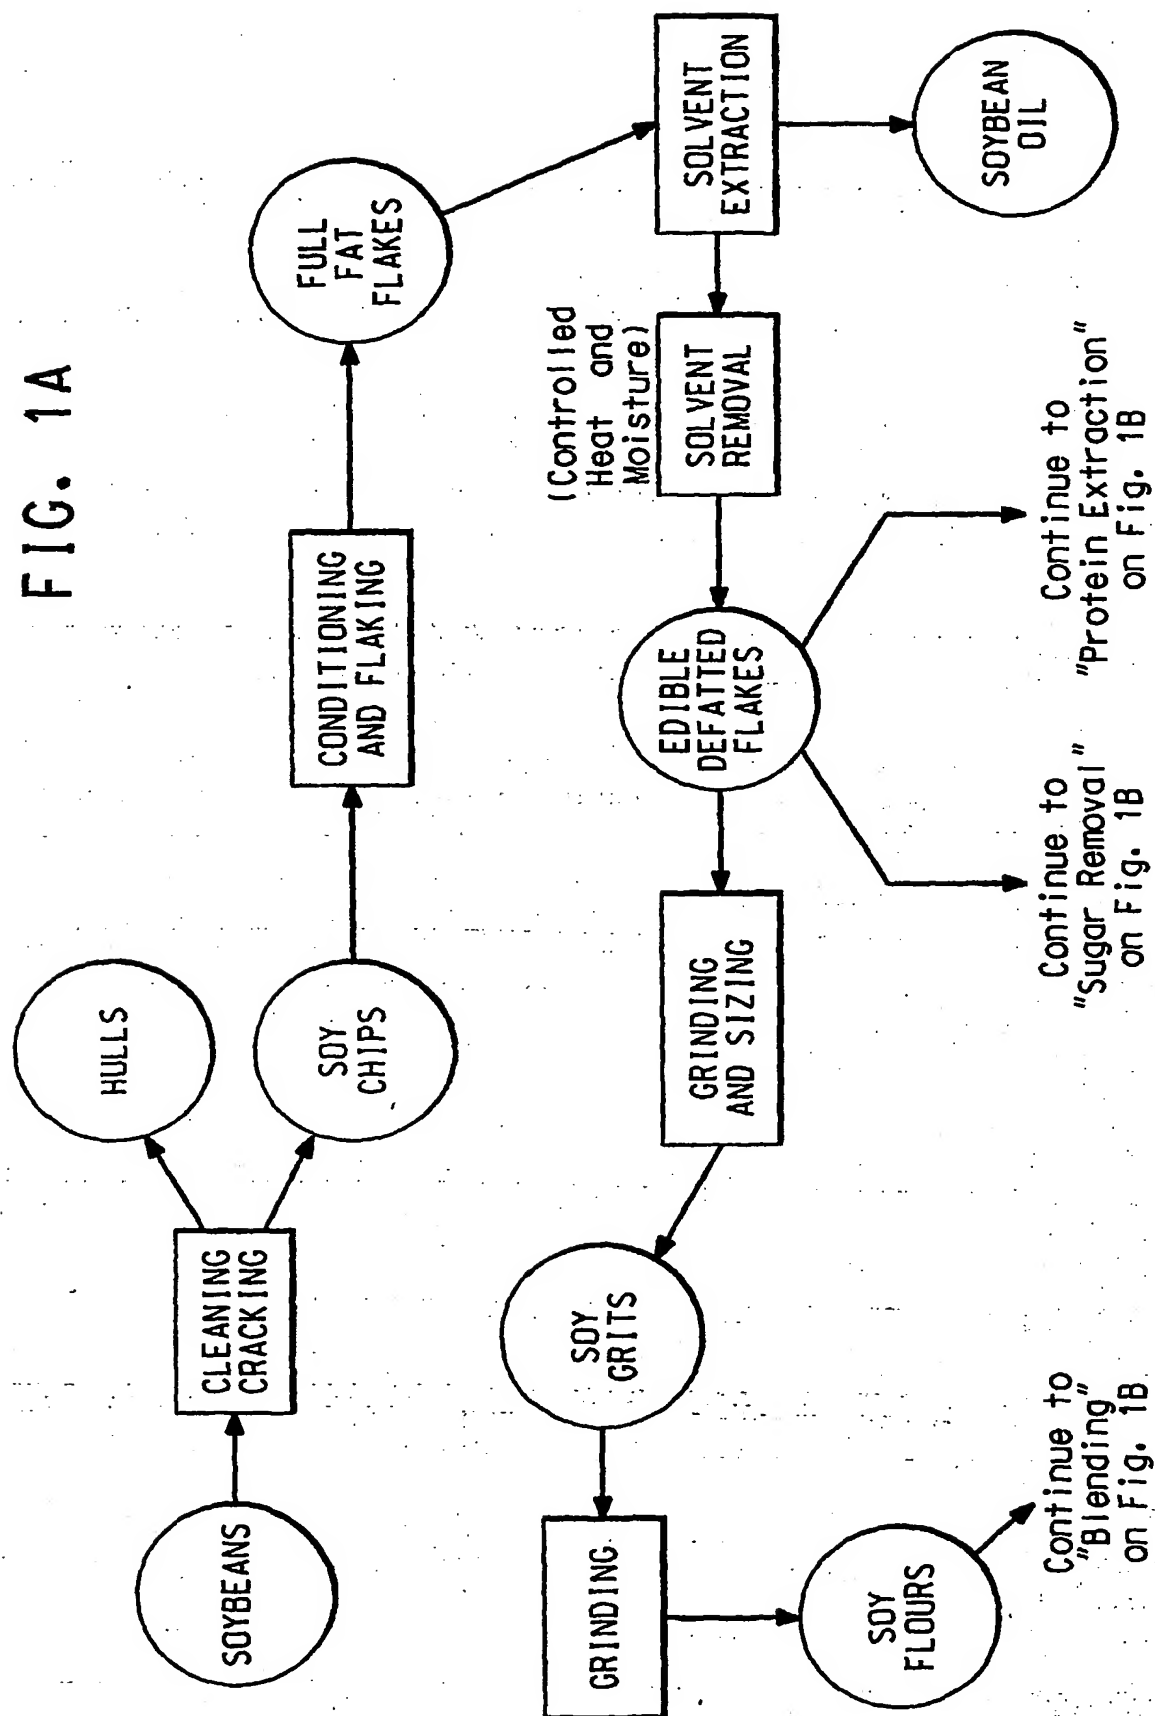 FIG. 1A
SOYBEANS
CLEANING
CRACKING
HULLS
SOY
CHIPS
CONDITIONING
AND FLAKING
FULL
FAT
FLAKES
SOLVENT
EXTRACTION
SOYBEAN
OIL
(Controlled
Heat and
Moisture)
SOLVENT
REMOVAL
EDIBLE
DEFATTED
FLAKES
Continue to
"Protein Extraction"
on Fig. 1B
Continue to
"Sugar Removal"
on Fig. 1B
GRINDING
AND SIZING
SOY
GRITS
GRINDING
SOY
FLOURS
Continue to
"Blending"
on Fig. 1B